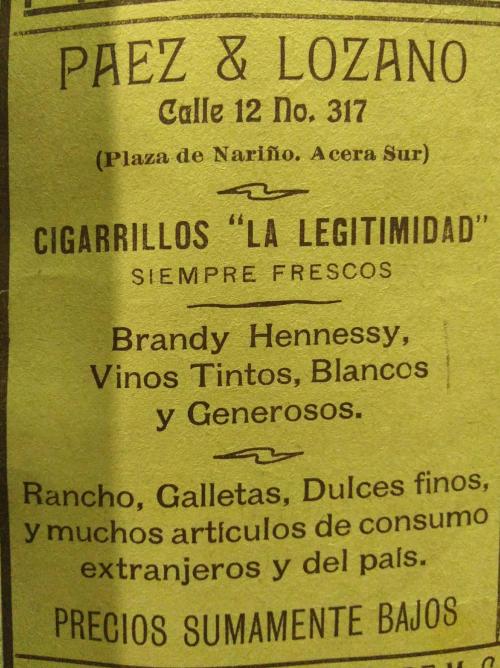 PAEZ & LOZANO
Calle 12 No. 317
(Plaza de Nariño. Acera Sur)
CIGARRILLOS "LA LEGITIMIDAD"
SIEMPRE FRESCOS
Brandy Hennessy,
Vinos Tintos, Blancos
y Generosos.
Rancho, Galletas, Dulces finos,
y muchos artículos de consumo
extranjeros y del país.
PRECIOS SUMAMENTE BAJOS